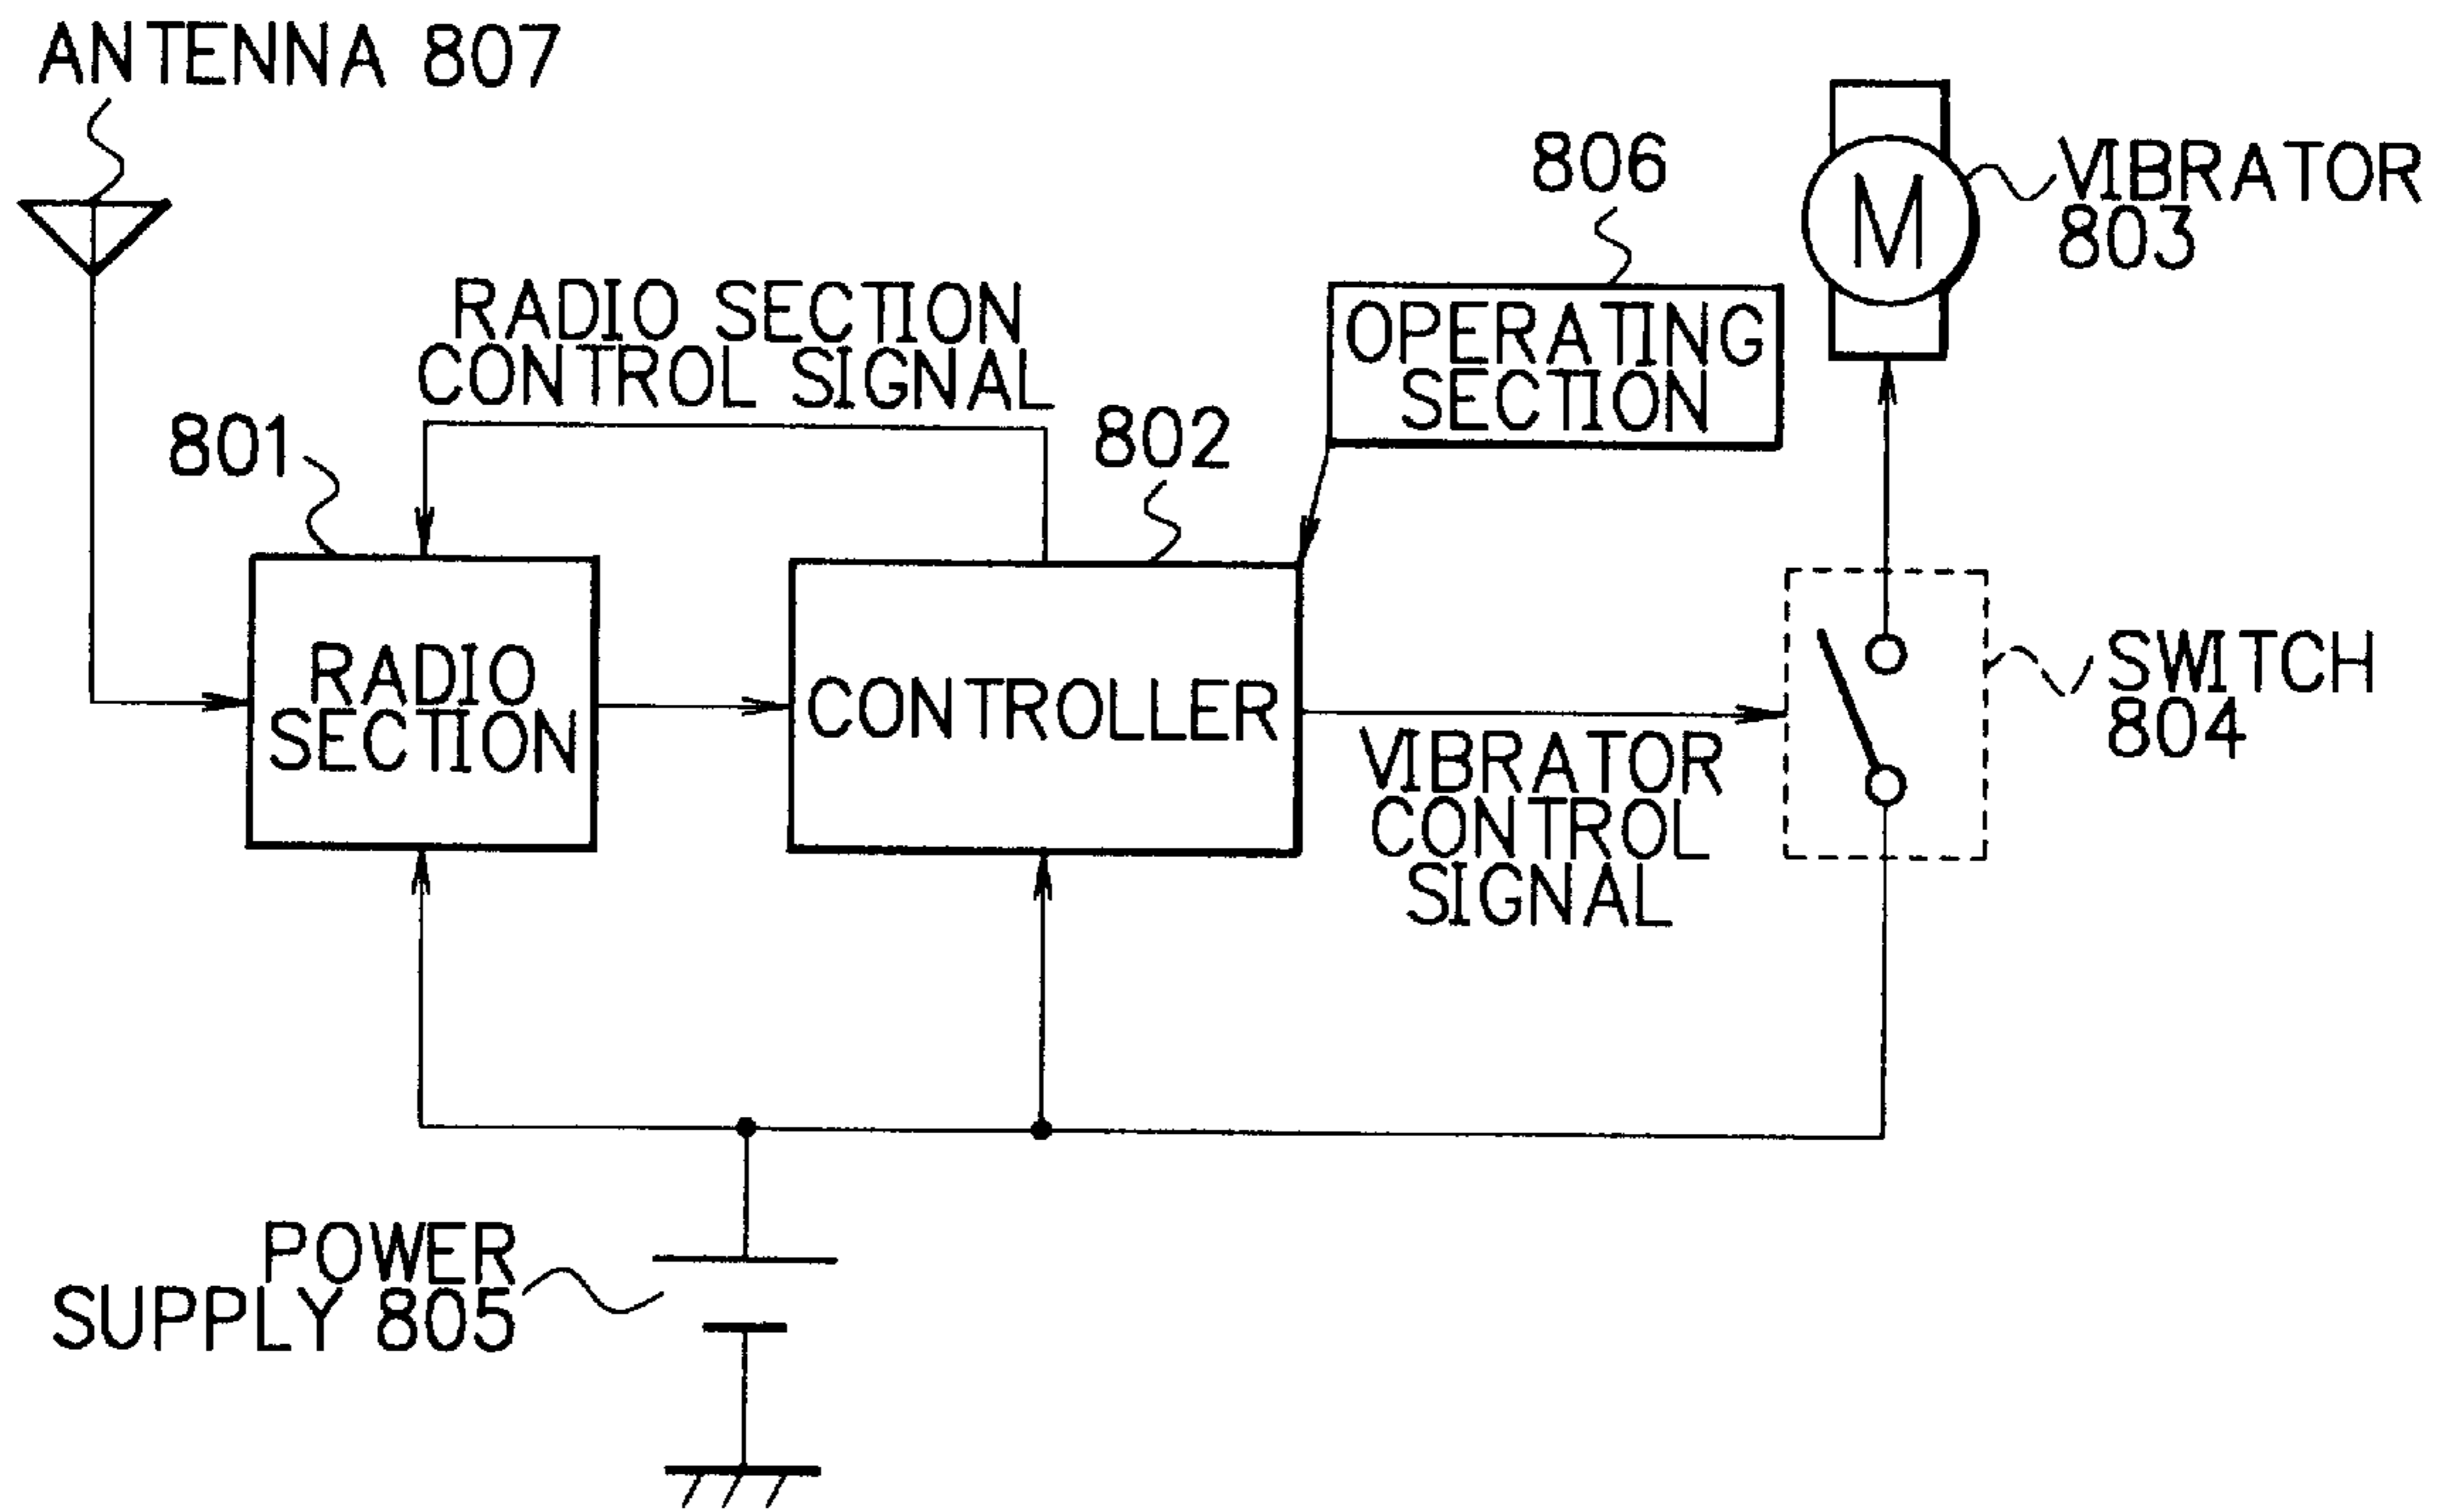 ANTENNA 807
806
VIBRATOR
803
RADIO SECTION
CONTROL SIGNAL
OPERATING
SECTION
M
801
802
RADIO
SECTION
CONTROLLER
SWITCH
804
VIBRATOR
CONTROL
SIGNAL
POWER
SUPPLY 805